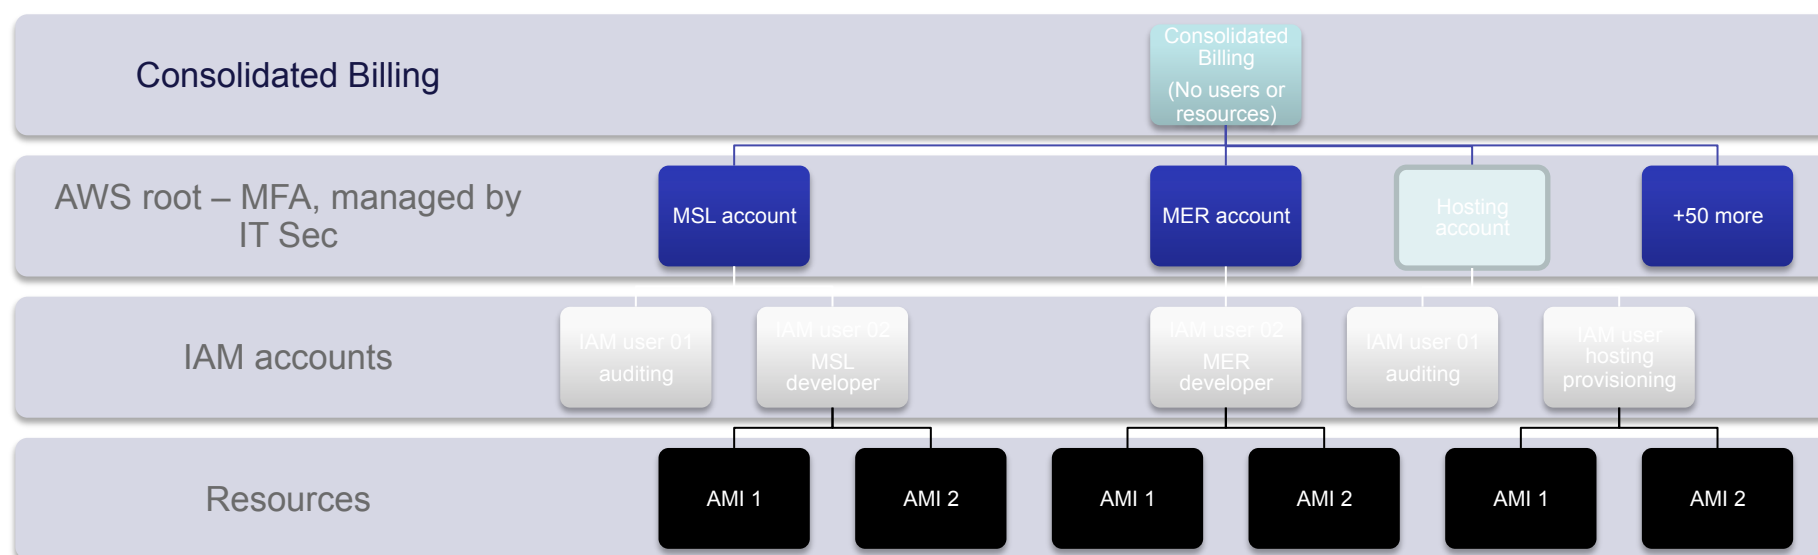 Consolidated Billing
Consolidated
Billing
(No users or
resources)
AWS root – MFA, managed by
IT Sec
MSL account
MER account
Hosting
account
+50 more
IAM accounts
IAM user 01
auditing
IAM user 02
MSL
developer
IAM user 02
MER
developer
IAM user 01
auditing
IAM user
hosting
provisioning
Resources
AMI 1
AMI 2
AMI 1
AMI 2
AMI 1
AMI 2